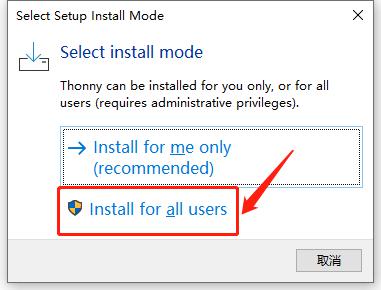 Select Setup Install Mode
Select install mode
Thonny can be installed for you only, or for all
users (requires administrative privileges).
Install for me only
(recommended)
Install for all users
取消